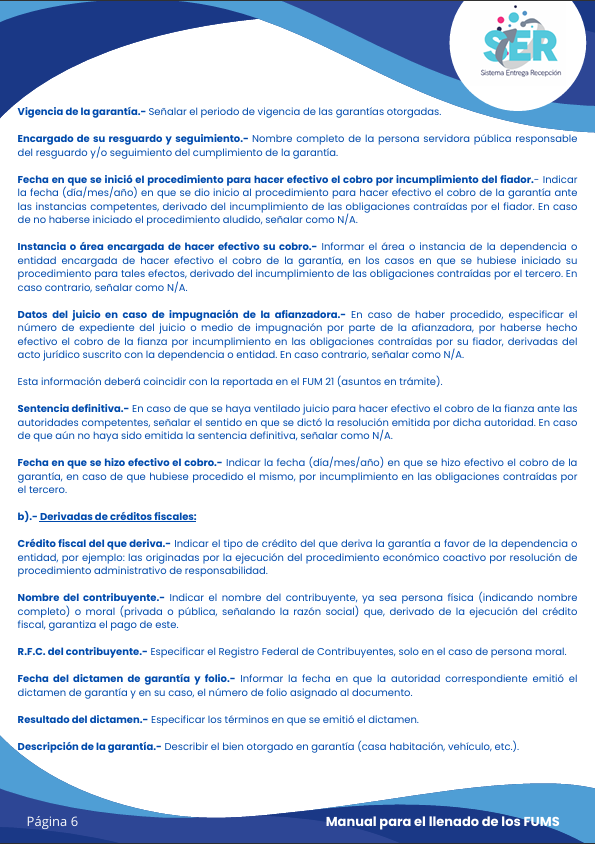 SER
Sistema Entrega Recepción
Vigencia de la garantía.- Señalar el periodo de vigencia de las garantías otorgadas.
Encargado de su resguardo y seguimiento.- Nombre completo de la persona servidora pública responsable
del resguardo y/o seguimiento del cumplimiento de la garantía.
Fecha en que se inició el procedimiento para hacer efectivo el cobro por incumplimiento del fiador.- Indicar
la fecha (día/mes/año) en que se dio inicio al procedimiento para hacer efectivo el cobro de la garantía ante
las instancias competentes, derivado del incumplimiento de las obligaciones contraídas por el fiador. En caso
de no haberse iniciado el procedimiento aludido, señalar como N/A.
Instancia o área encargada de hacer efectivo su cobro.- Informar el área o instancia de la dependencia o
entidad encargada de hacer efectivo el cobro de la garantía, en los casos en que se hubiese iniciado su
procedimiento para tales efectos, derivado del incumplimiento de las obligaciones contraídas por el tercero. En
caso contrario, señalar como N/A.
Datos del juicio en caso de impugnación de la afianzadora.- En caso de haber procedido, especificar el
número de expediente del juicio o medio de impugnación por parte de la afianzadora, por haberse hecho
efectivo el cobro de la fianza por incumplimiento en las obligaciones contraídas por su fiador, derivadas del
acto jurídico suscrito con la dependencia o entidad. En caso contrario, señalar como N/A.
Esta información deberá coincidir con la reportada en el FUM 21 (asuntos en trámite).
Sentencia definitiva.- En caso de que se haya ventilado juicio para hacer efectivo el cobro de la fianza ante las
autoridades competentes, señalar el sentido en que se dictó la resolución emitida por dicha autoridad. En caso
de que aún no haya sido emitida la sentencia definitiva, señalar como N/A.
Fecha en que se hizo efectivo el cobro.- Indicar la fecha (día/mes/año) en que se hizo efectivo el cobro de la
garantía, en caso de que hubiese procedido el mismo, por incumplimiento en las obligaciones contraídas por
el tercero.
b).- Derivadas de créditos fiscales:
Crédito fiscal del que deriva.- Indicar el tipo de crédito del que deriva la garantía a favor de la dependencia o
entidad, por ejemplo: las originadas por la ejecución del procedimiento económico coactivo por resolución de
procedimiento administrativo de responsabilidad.
Nombre del contribuyente.- Indicar el nombre del contribuyente, ya sea persona física (indicando nombre
completo) o moral (privada o pública, señalando la razón social) que, derivado de la ejecución del crédito
fiscal, garantiza el pago de este.
R.F.C. del contribuyente.- Especificar el Registro Federal de Contribuyentes, solo en el caso de persona moral.
Fecha del dictamen de garantía y folio.- Informar la fecha en que la autoridad correspondiente emitió el
dictamen de garantía y en su caso, el número de folio asignado al documento.
Resultado del dictamen.- Especificar los términos en que se emitió el dictamen.
Descripción de la garantía.- Describir el bien otorgado en garantía (casa habitación, vehículo, etc.).
Página 6
Manual para el llenado de los FUMS